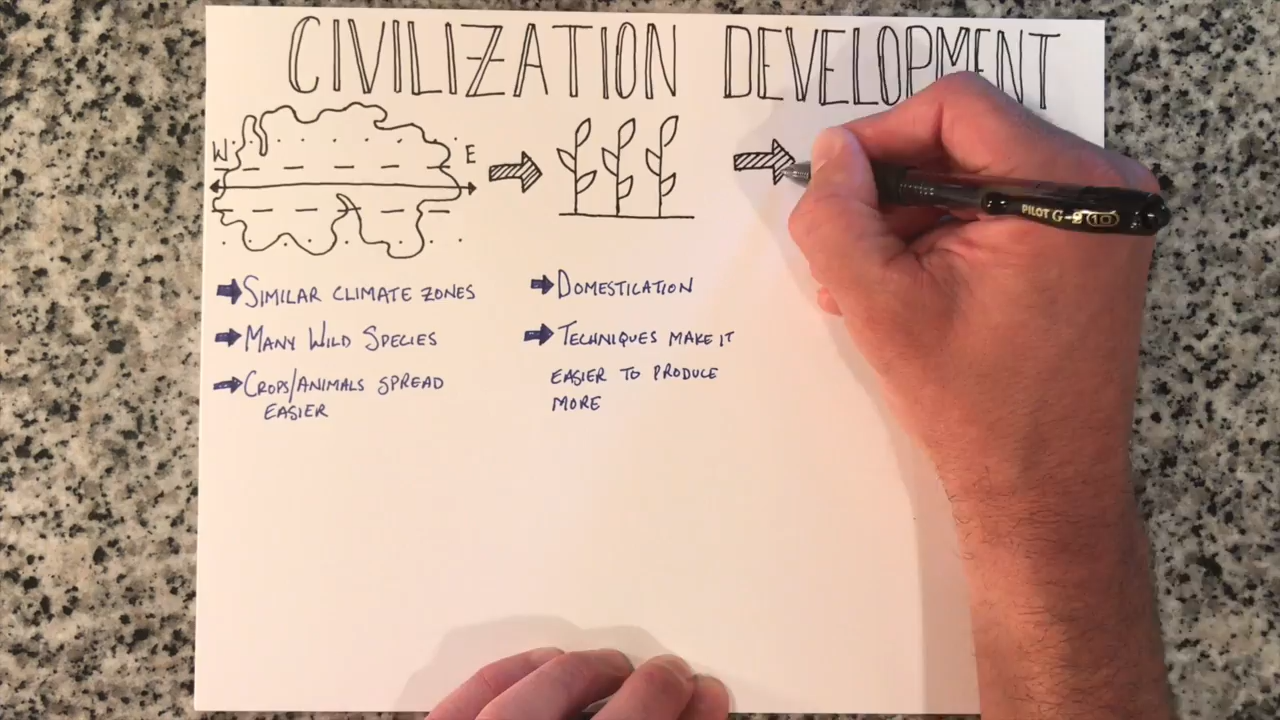 CIVILIZATION DEVELOPMENT
W
E
SIMILAR CLIMATE ZONES
MANY WILD SPECIES
CROPS/ANIMALS SPREAD
EASIER
DOMESTICATION
TECHNIQUES MAKE IT
EASIER TO PRODUCE
MORE
PILOT G-2 10